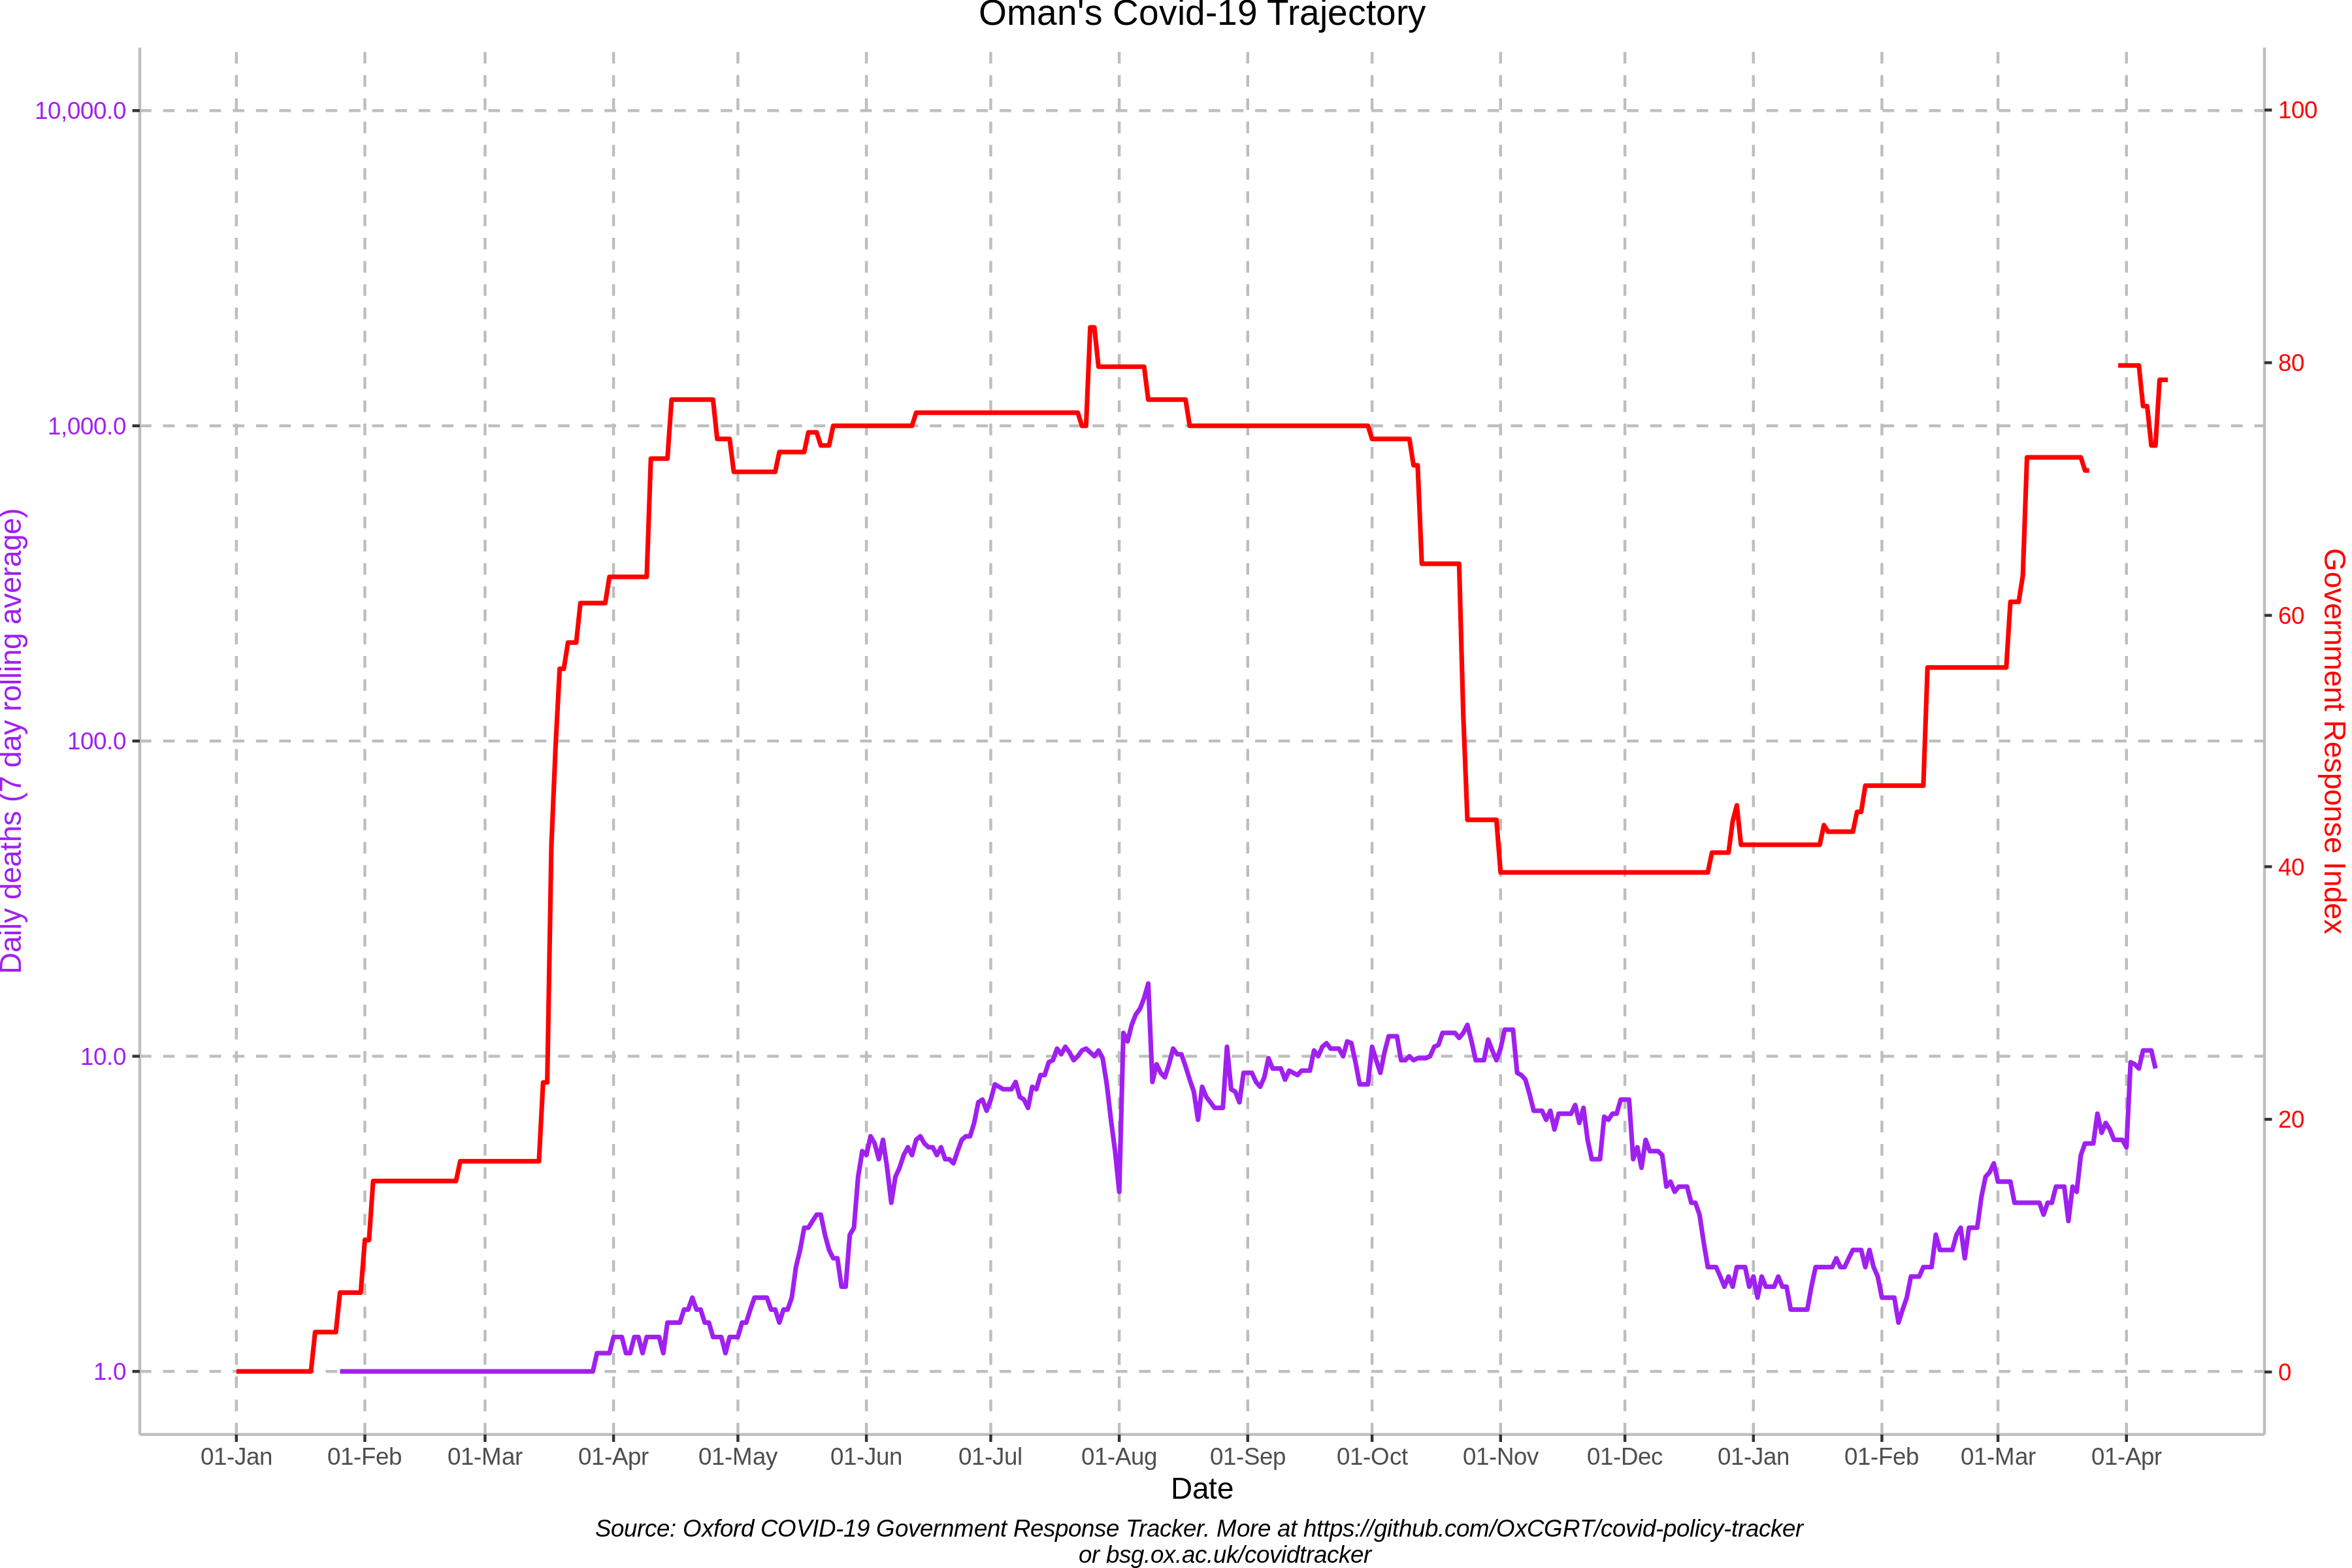 Oman's Covid-19 Trajectory
10,000.0
1,000.0
100.0
10.0
1.0
Daily deaths (7 day rolling average)
100
80
60
40
20
0
Government Response Index
01-Jan 01-Feb 01-Mar 01-Apr 01-May 01-Jun 01-Jul 01-Aug 01-Sep 01-Oct 01-Nov 01-Dec 01-Jan 01-Feb 01-Mar 01-Apr
Date
Source: Oxford COVID-19 Government Response Tracker. More at https://github.com/OxCGRT/covid-policy-tracker
or bsg.ox.ac.uk/covidtracker